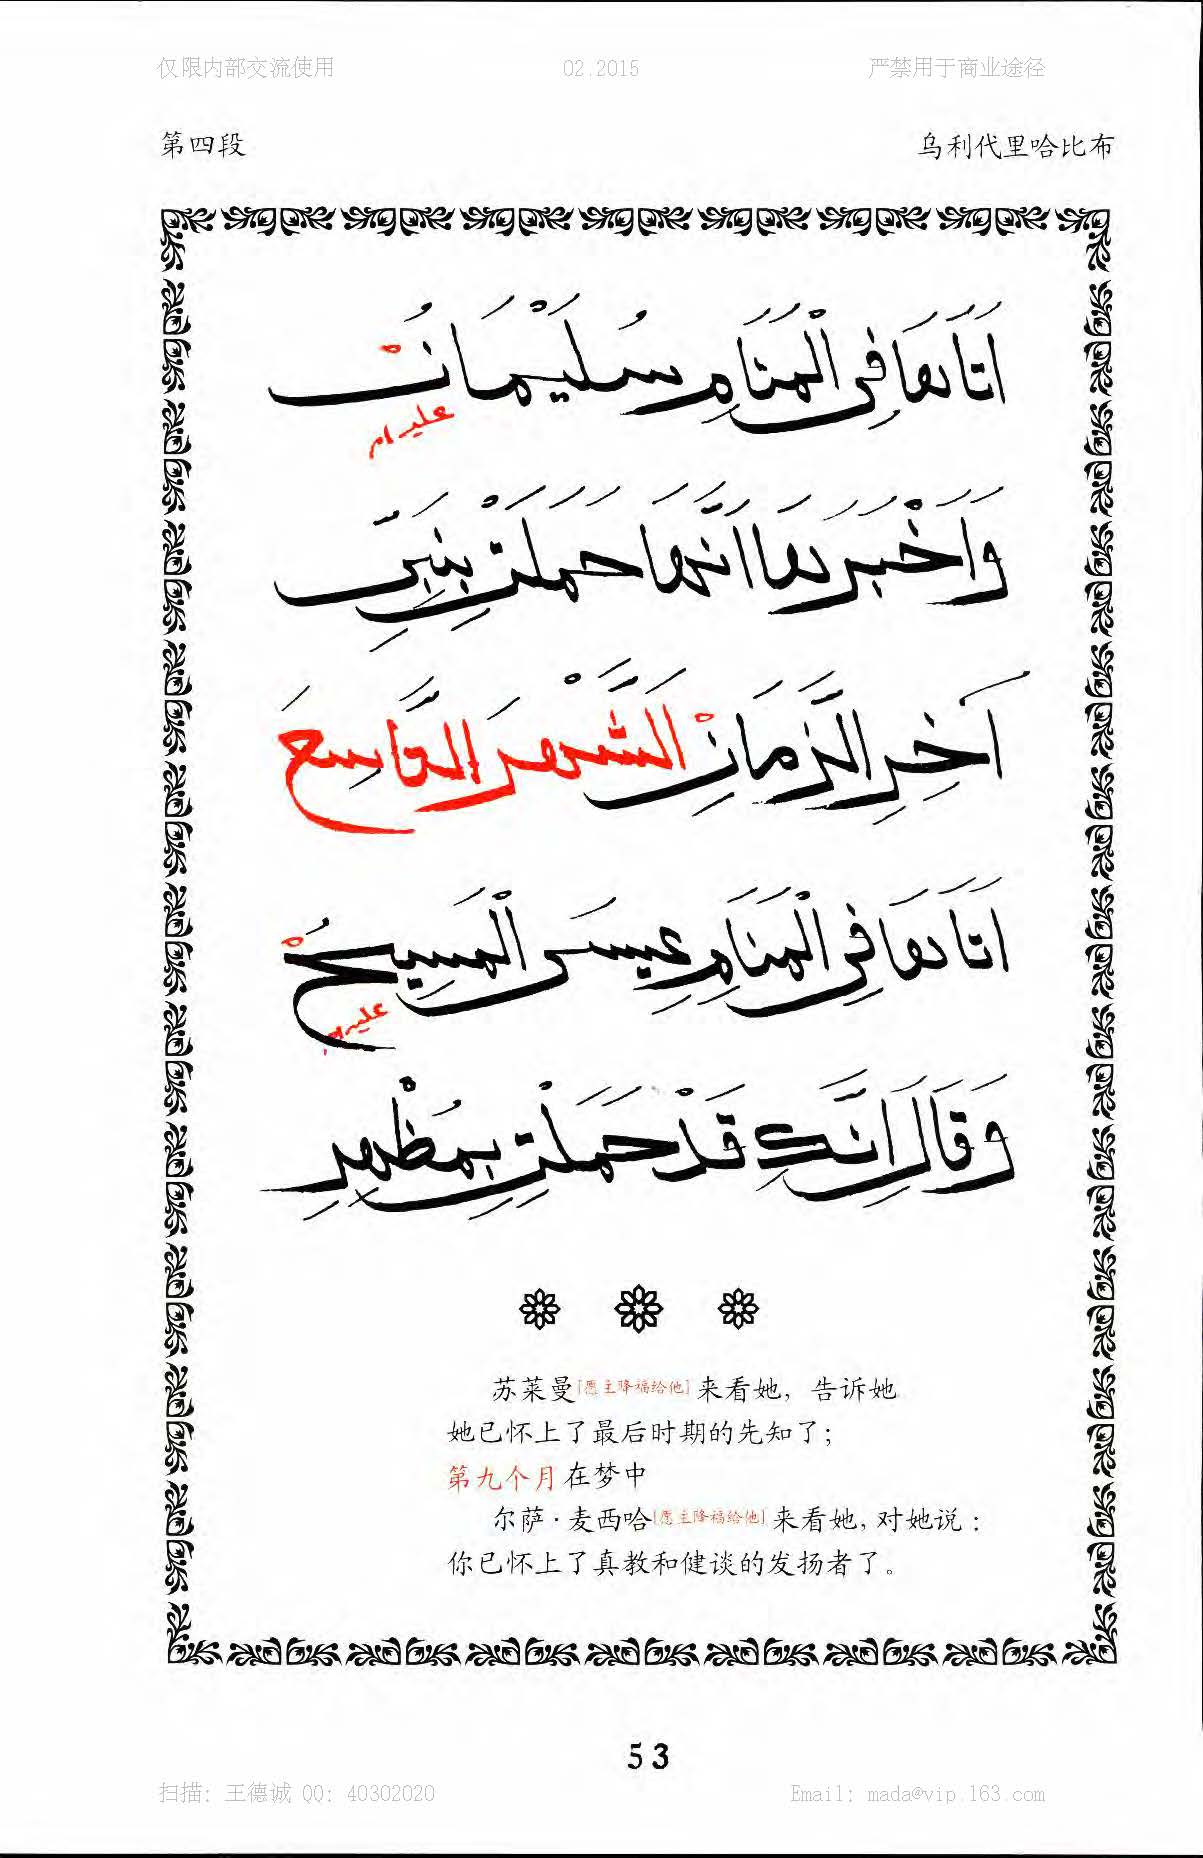 仅限内部交流使用 02.2015 严禁用于商业途径
第四段 乌利代里哈比布
اَتَاَهَا فِى الْمَنَامِ سُلَيْمَانُ
عليه ام
وَاَخْبَرَهَا اَنَّهَا حَمَلَتْ بِنَبِىِّ
آخِرِ الزَّمَانِ اَلشَّهْرَ التَّاسِعَ
اَتَاَهَا فِى الْمَنَامِ عِيسَى الْمَسِيحُ
عليه ام
وَقَالَ اِنَّكِ قَدْ حَمَلْتِ بِمُظْهِرِ
苏莱曼[愿主降福给他]来看她，告诉她
她已怀上了最后时期的先知了；
第九个月在梦中
尔萨·麦西哈[愿主降福给他]来看她,对她说：
你已怀上了真教和健谈的发扬者了。
53
扫描: 王德诚 QQ: 40302020 Email: mada@vip.163.com